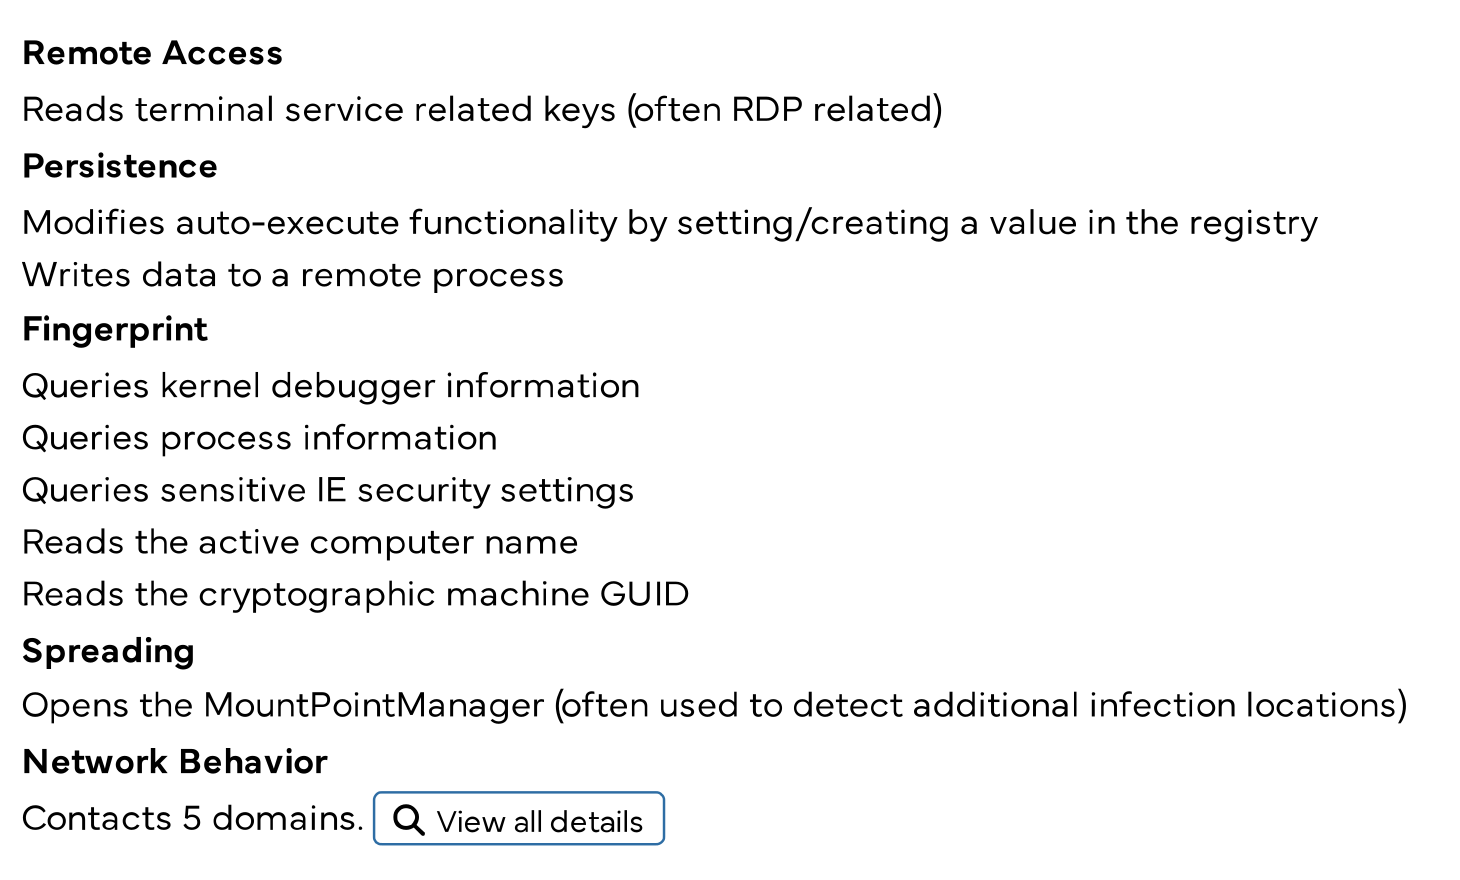 Remote Access
Reads terminal service related keys (often RDP related)
Persistence
Modifies auto-execute functionality by setting/creating a value in the registry
Writes data to a remote process
Fingerprint
Queries kernel debugger information
Queries process information
Queries sensitive IE security settings
Reads the active computer name
Reads the cryptographic machine GUID
Spreading
Opens the MountPointManager (often used to detect additional infection locations)
Network Behavior
Contacts 5 domains. View all details